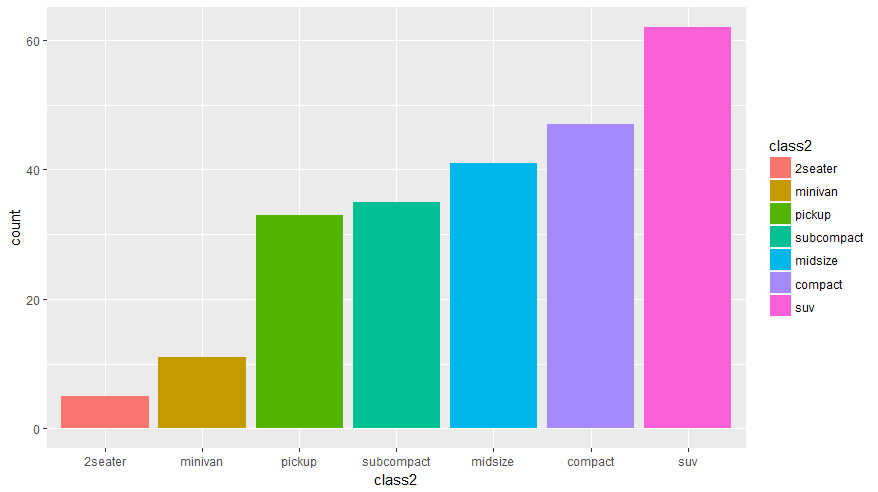 60
40
20
0
count
2seater minivan pickup subcompact midsize compact suv
class2
class2
2seater
minivan
pickup
subcompact
midsize
compact
suv